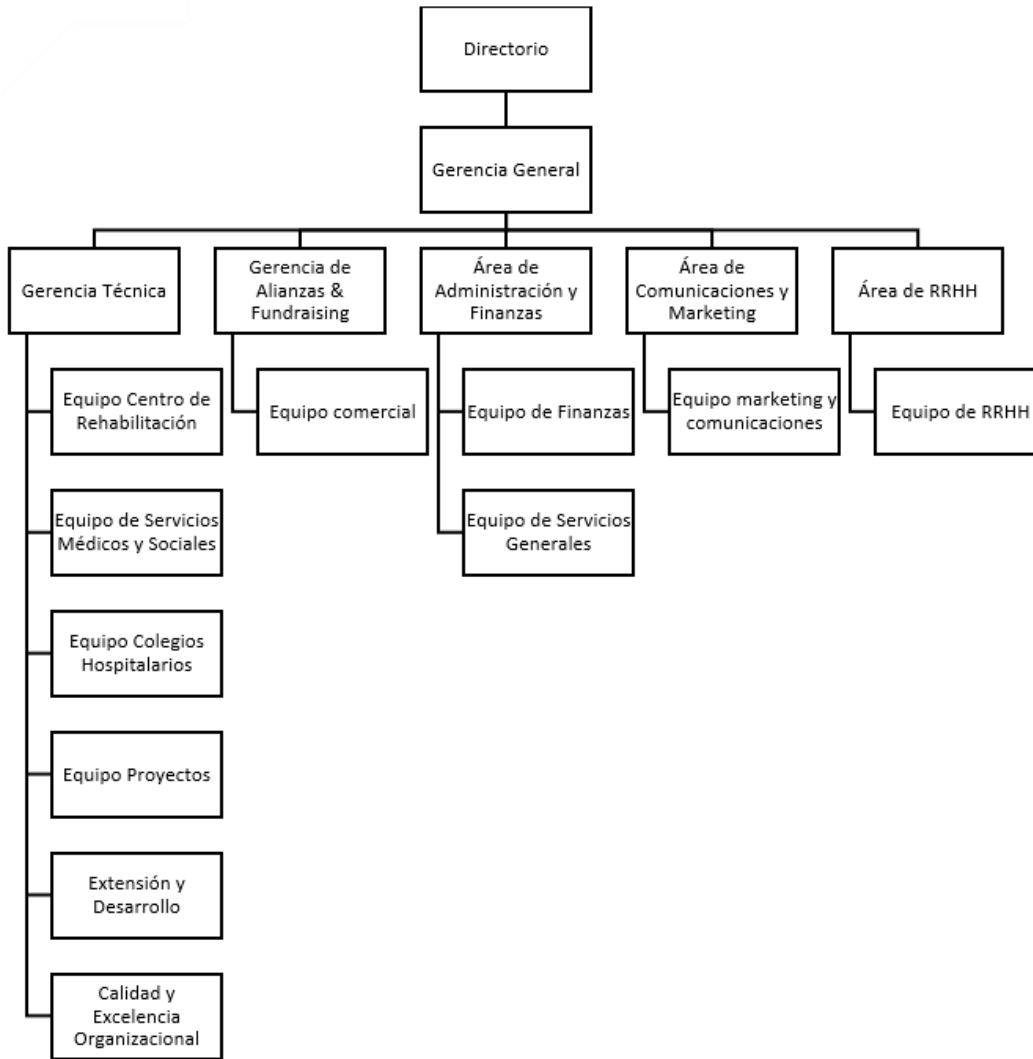 Directorio
Gerencia General
Gerencia Técnica
Gerencia de
Alianzas &
Fundraising
Área de
Administración y
Finanzas
Área de
Comunicaciones y
Marketing
Área de RRHH
Equipo Centro de
Rehabilitación
Equipo comercial
Equipo de Finanzas
Equipo marketing y
comunicaciones
Equipo de RRHH
Equipo de Servicios
Médicos y Sociales
Equipo de Servicios
Generales
Equipo Colegios
Hospitalarios
Equipo Proyectos
Extensión y
Desarrollo
Calidad y
Excelencia
Organizacional